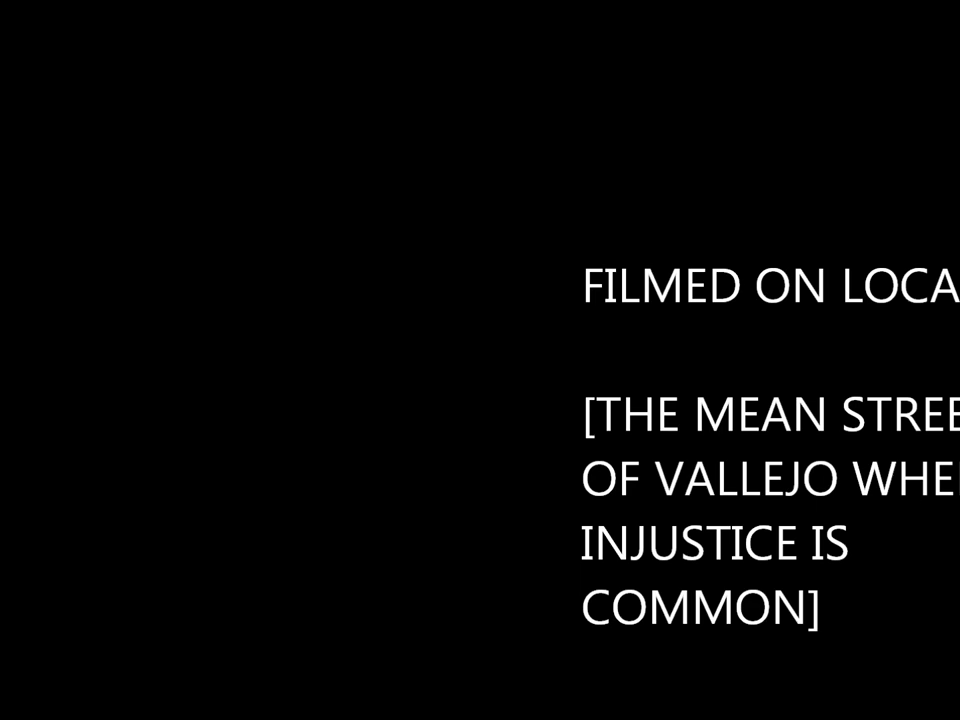 FILMED ON LOCA
[THE MEAN STREE
OF VALLEJO WHE
INJUSTICE IS
COMMON]